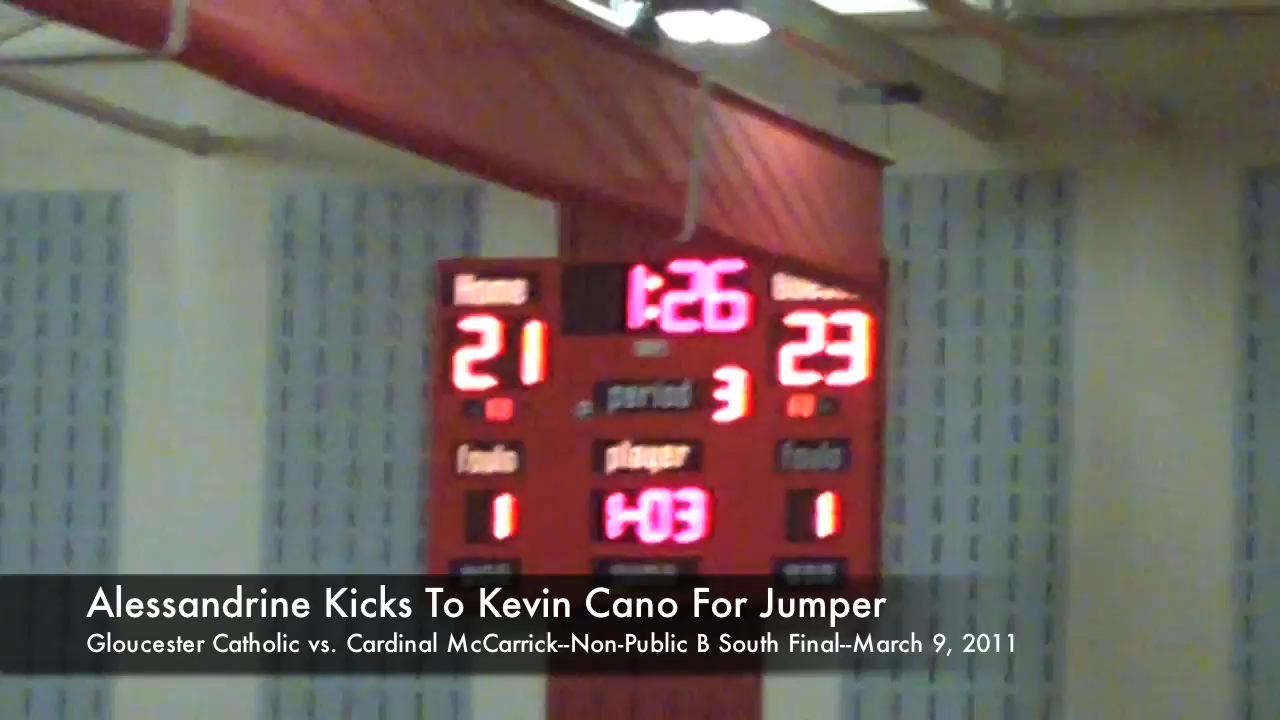 Home 1:26
21 23
period 3
fouls player fouls
1 1-03 1
Alessandrine Kicks To Kevin Cano For Jumper
Gloucester Catholic vs. Cardinal McCarrick--Non-Public B South Final--March 9, 2011